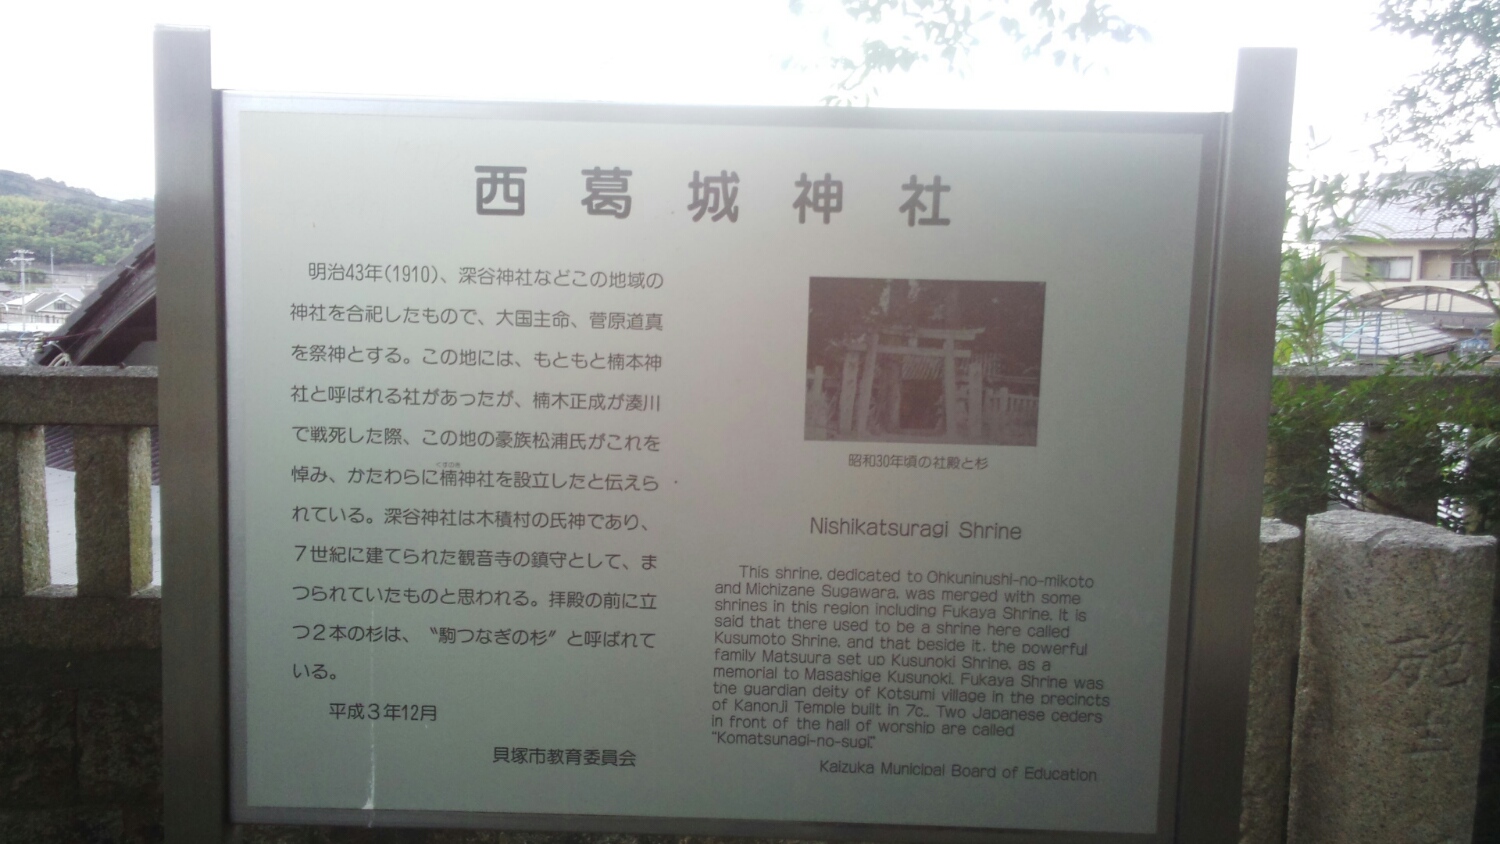 西葛城神社
明治43年(1910)、深谷神社などこの地域の
神社を合祀したもので、大国主命、菅原道真
を祭神とする。この地には、もともと楠本神
社と呼ばれる社があったが、楠木正成が湊川
で戦死した際、この地の豪族松浦氏がこれを
悼み、かたわらに楠神社を設立したと伝えら
くすのき
れている。深谷神社は木積村の氏神であり、
7世紀に建てられた観音寺の鎮守として、ま
つられていたものと思われる。拝殿の前に立
つ2本の杉は、〝駒つなぎの杉〟と呼ばれて
いる。
平成3年12月
貝塚市教育委員会
昭和30年頃の社殿と杉
Nishikatsuragi Shrine
This shrine, dedicated to Ohkuninushi-no-mikoto
and Michizane Sugawara, was merged with some
shrines in this region including Fukaya Shrine. It is
said that there used to be a shrine here called
Kusumoto Shrine, and that beside it, the powerful
family Matsuura set up Kusunoki Shrine, as a
memorial to Masashige Kusunoki. Fukaya Shrine was
the guardian deity of Kotsumi village in the precincts
of Kanonji Temple built in 7c.. Two Japanese ceders
in front of the hall of worship are called
"Komatsunagi-no-sugi."
Kaizuka Municipal Board of Education